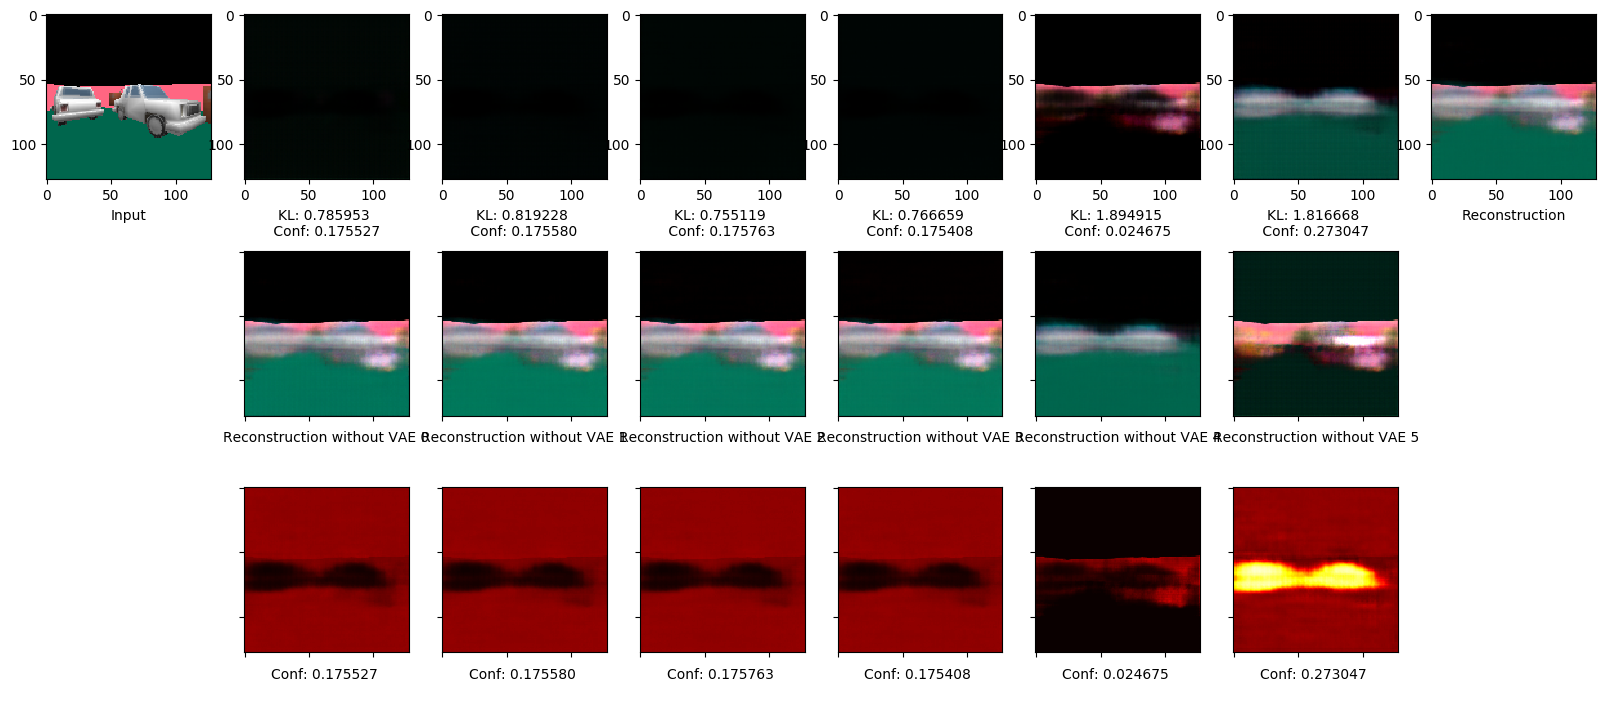 0
50
100
0 50 100
Input
0
50
100
0 50 100
KL: 0.785953
Conf: 0.175527
0
50
100
0 50 100
KL: 0.819228
Conf: 0.175580
0
50
100
0 50 100
KL: 0.755119
Conf: 0.175763
0
50
100
0 50 100
KL: 0.766659
Conf: 0.175408
0
50
100
0 50 100
KL: 1.894915
Conf: 0.024675
0
50
100
0 50 100
KL: 1.816668
Conf: 0.273047
0
50
100
0 50 100
Reconstruction
Reconstruction without VAE 0
Reconstruction without VAE 1
Reconstruction without VAE 2
Reconstruction without VAE 3
Reconstruction without VAE 4
Reconstruction without VAE 5
Conf: 0.175527
Conf: 0.175580
Conf: 0.175763
Conf: 0.175408
Conf: 0.024675
Conf: 0.273047